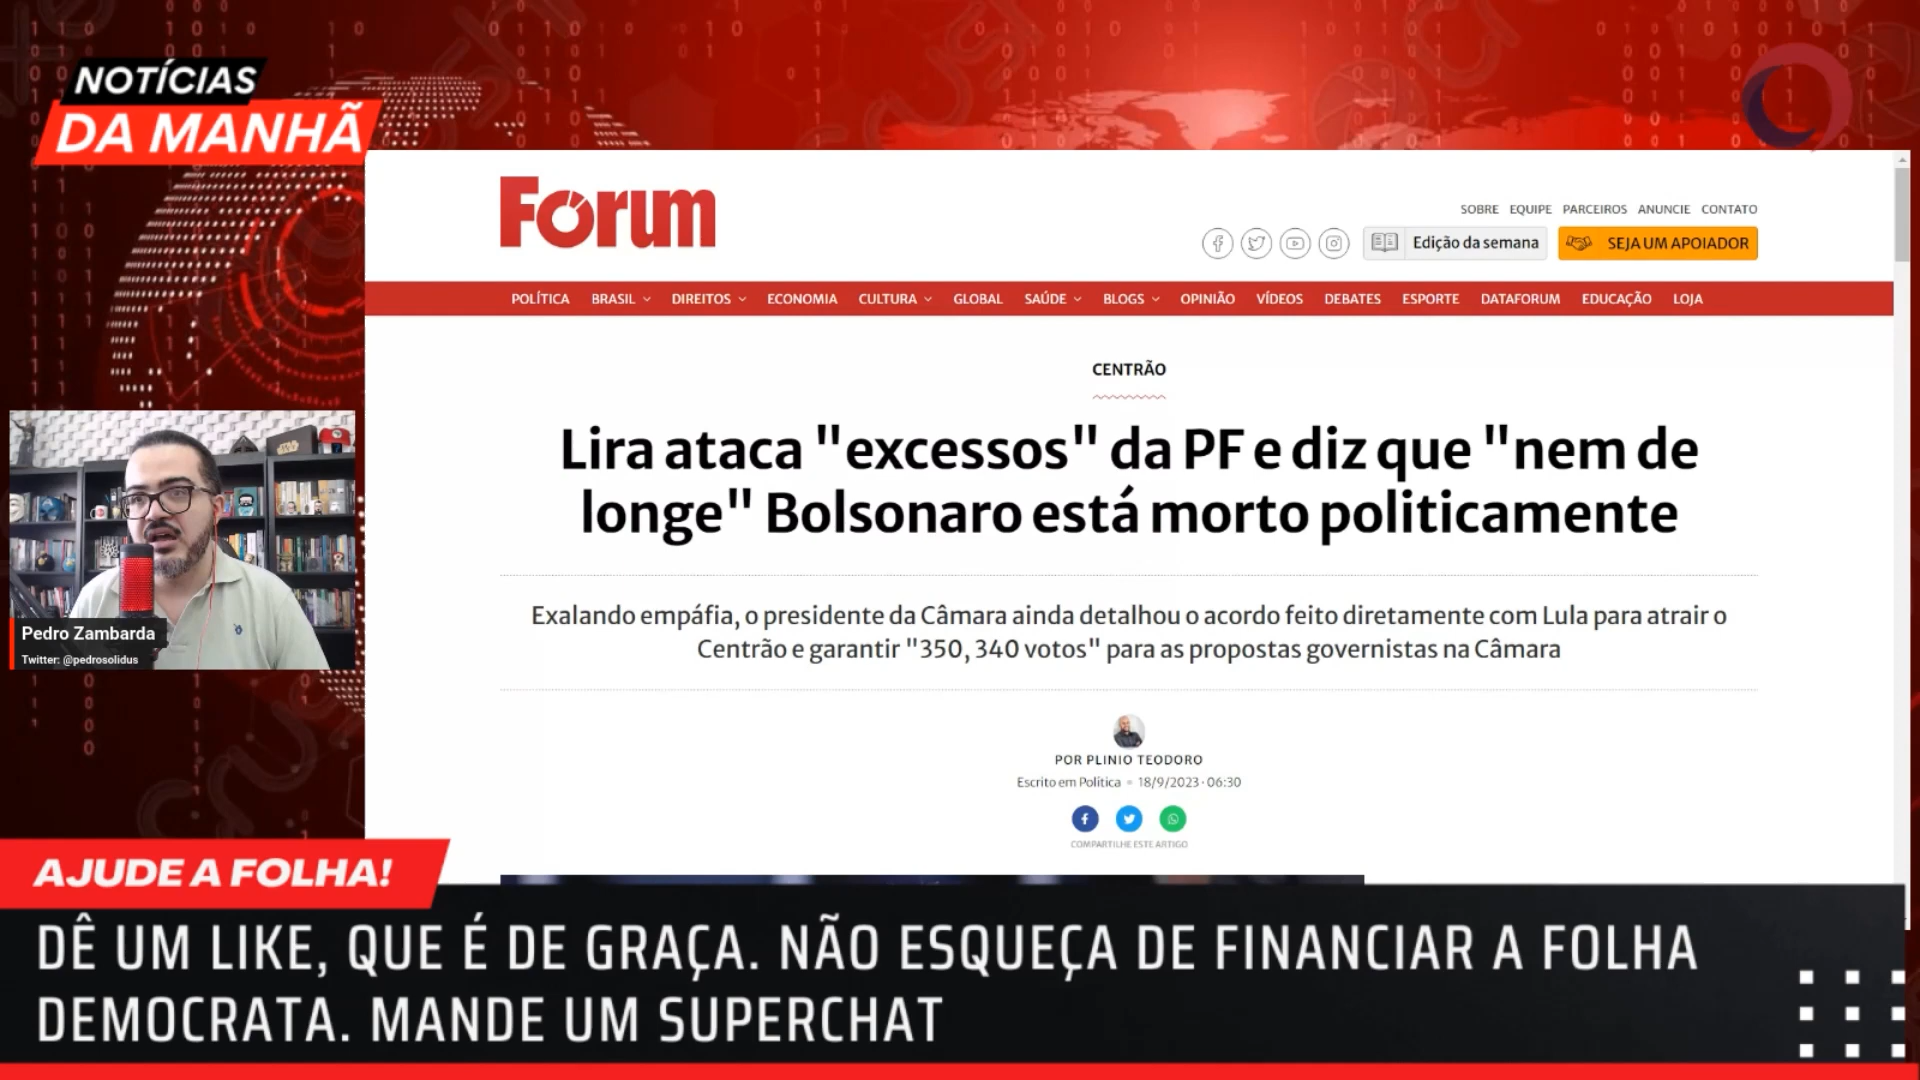 NOTÍCIAS
DA MANHÃ
Forum
SOBRE EQUIPE PARCEIROS ANUNCIE CONTATO
Edição da semana
SEJA UM APOIADOR
POLÍTICA BRASIL DIREITOS ECONOMIA CULTURA GLOBAL SAÚDE BLOGS OPINIÃO VÍDEOS DEBATES ESPORTE DATAFORUM EDUCAÇÃO LOJA
CENTRÃO
Lira ataca "excessos" da PF e diz que "nem de
longe" Bolsonaro está morto politicamente
Exalando empáfia, o presidente da Câmara ainda detalhou o acordo feito diretamente com Lula para atrair o
Centrão e garantir "350, 340 votos" para as propostas governistas na Câmara
POR PLINIO TEODORO
Escrito em Política 18/9/2023 · 06:30
COMPARTILHE ESTE ARTIGO
Pedro Zambarda
Twitter: @pedrosolidus
AJUDE A FOLHA!
DÊ UM LIKE, QUE É DE GRAÇA. NÃO ESQUEÇA DE FINANCIAR A FOLHA
DEMOCRATA. MANDE UM SUPERCHAT